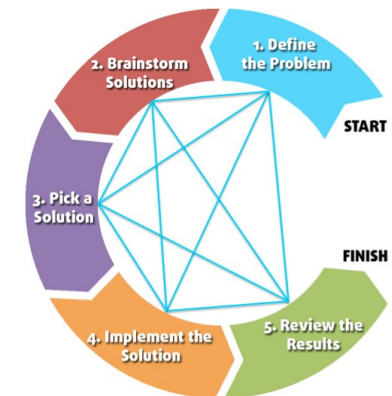 1. Define
the Problem
START
2. Brainstorm
Solutions
3. Pick a
Solution
4. Implement the
Solution
5. Review the
Results
FINISH